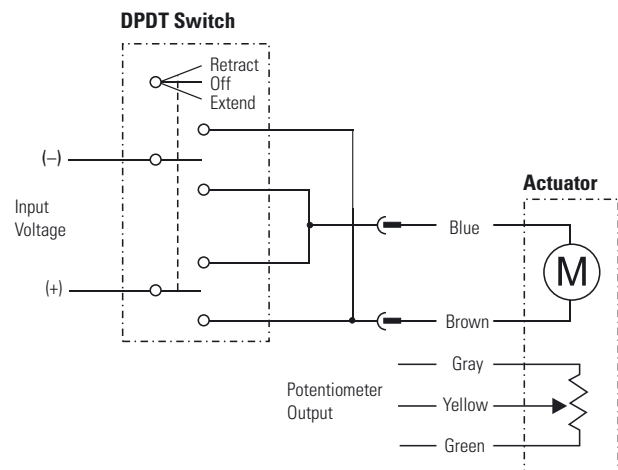 DPDT Switch
Retract
Off
Extend
(–)
Input
Voltage
(+)
Actuator
Blue
M
Brown
Gray
Potentiometer
Output
Yellow
Green